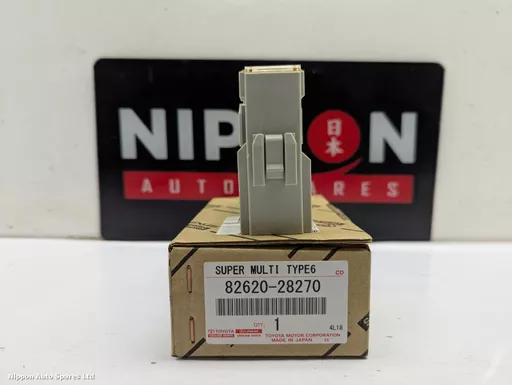 NIPPON
日本
AUTO SPARES
SUPER MULTI TYPE6
CD
82620-28270
TOYOTA
QTY.
1
4L18
TOYOTA MOTOR CORPORATION
MADE IN JAPAN
Nippon Auto Spares Ltd